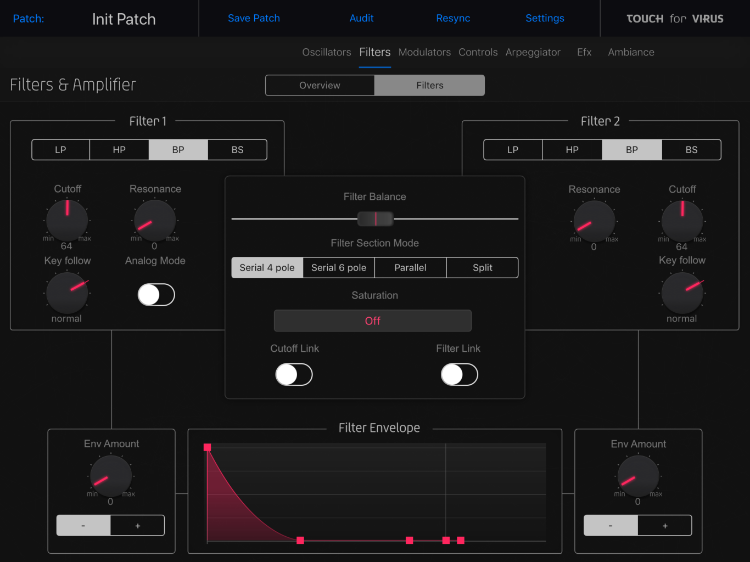 Patch: Init Patch Save Patch Audit Resync Settings TOUCH for VIRUS
Oscillators Filters Modulators Controls Arpeggiator Efx Ambiance
Filters & Amplifier Overview Filters
Filter 1
LP HP BP BS
Cutoff Resonance
min max min max
64 0
Key follow Analog Mode
normal
Filter Balance
Filter Section Mode
Serial 4 pole Serial 6 pole Parallel Split
Saturation
Off
Cutoff Link Filter Link
Filter 2
LP HP BP BS
Resonance Cutoff
min max min max
0 64
Key follow
normal
Env Amount
min max
0
- +
Filter Envelope
Env Amount
min max
0
- +